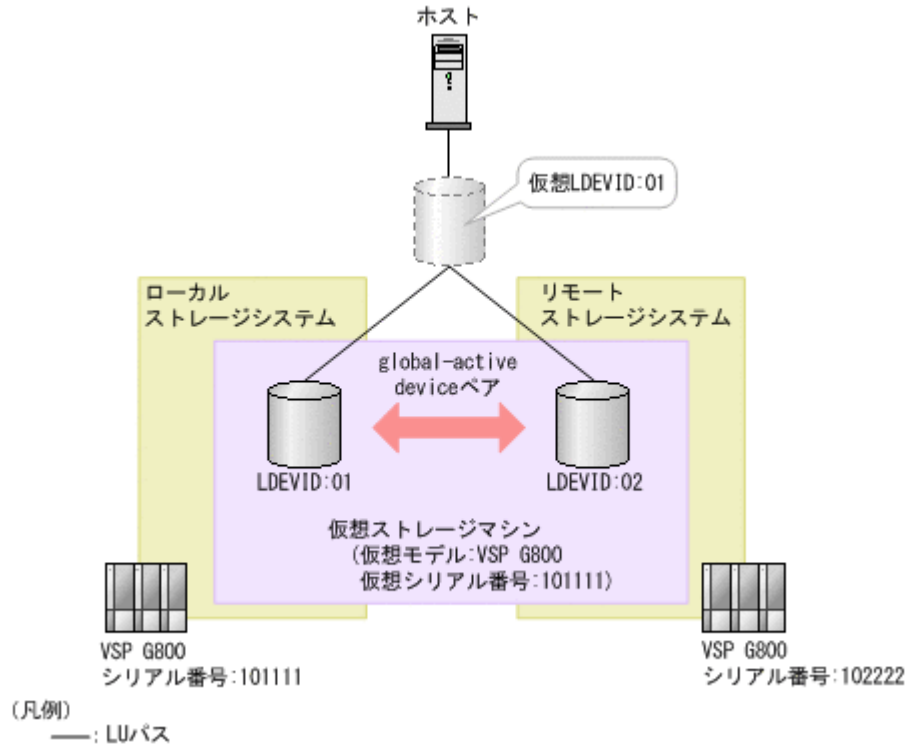 ホスト
仮想LDEVID:01
ローカル
ストレージシステム
リモート
ストレージシステム
global-active
deviceペア
LDEVID:01
LDEVID:02
仮想ストレージマシン
(仮想モデル:VSP G800
仮想シリアル番号:101111)
VSP G800
シリアル番号:101111
VSP G800
シリアル番号:102222
(凡例)
——: LUパス